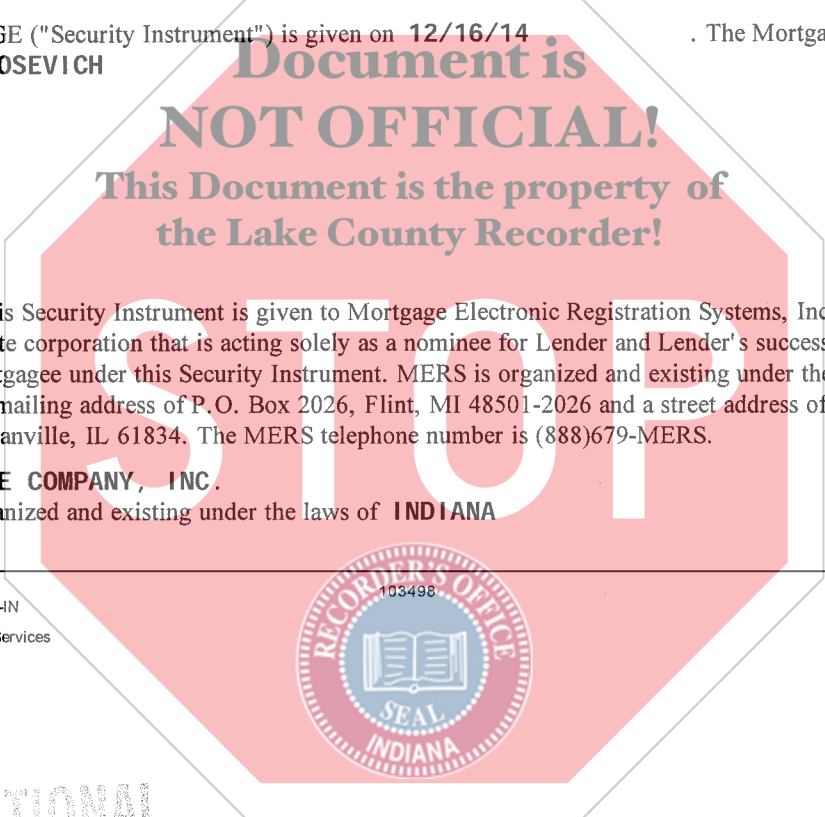 GE ("Security Instrument") is given on 12/16/14 . The Mortga
OSEVICH
Document is
NOT OFFICIAL!
This Document is the property of
the Lake County Recorder!
STOP
is Security Instrument is given to Mortgage Electronic Registration Systems, Inc
te corporation that is acting solely as a nominee for Lender and Lender's success
tgagee under this Security Instrument. MERS is organized and existing under the
mailing address of P.O. Box 2026, Flint, MI 48501-2026 and a street address of
anville, IL 61834. The MERS telephone number is (888)679-MERS.
E COMPANY, INC.
anized and existing under the laws of INDIANA
103498
-IN
Services
RECORDER'S OFFICE
SEAL
INDIANA
TIONAL